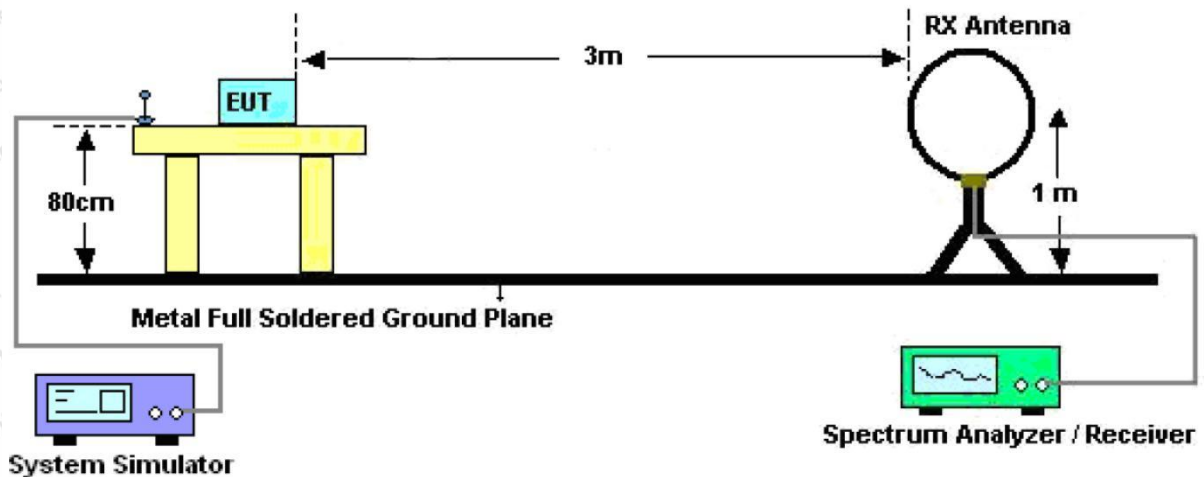 RX Antenna
3m
EUT
80cm
1 m
Metal Full Soldered Ground Plane
Spectrum Analyzer / Receiver
System Simulator